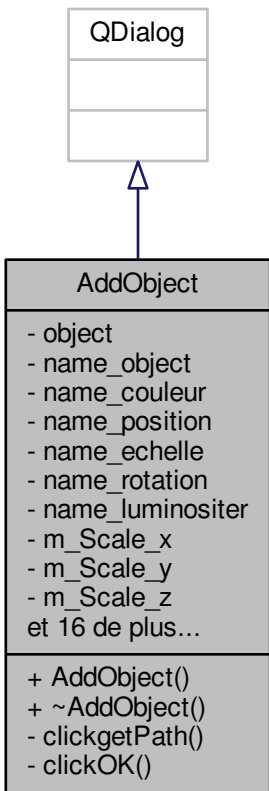 QDialog
AddObject
- object
- name_object
- name_couleur
- name_position
- name_echelle
- name_rotation
- name_luminositer
- m_Scale_x
- m_Scale_y
- m_Scale_z
et 16 de plus...
+ AddObject()
+ ~AddObject()
- clickgetPath()
- clickOK()